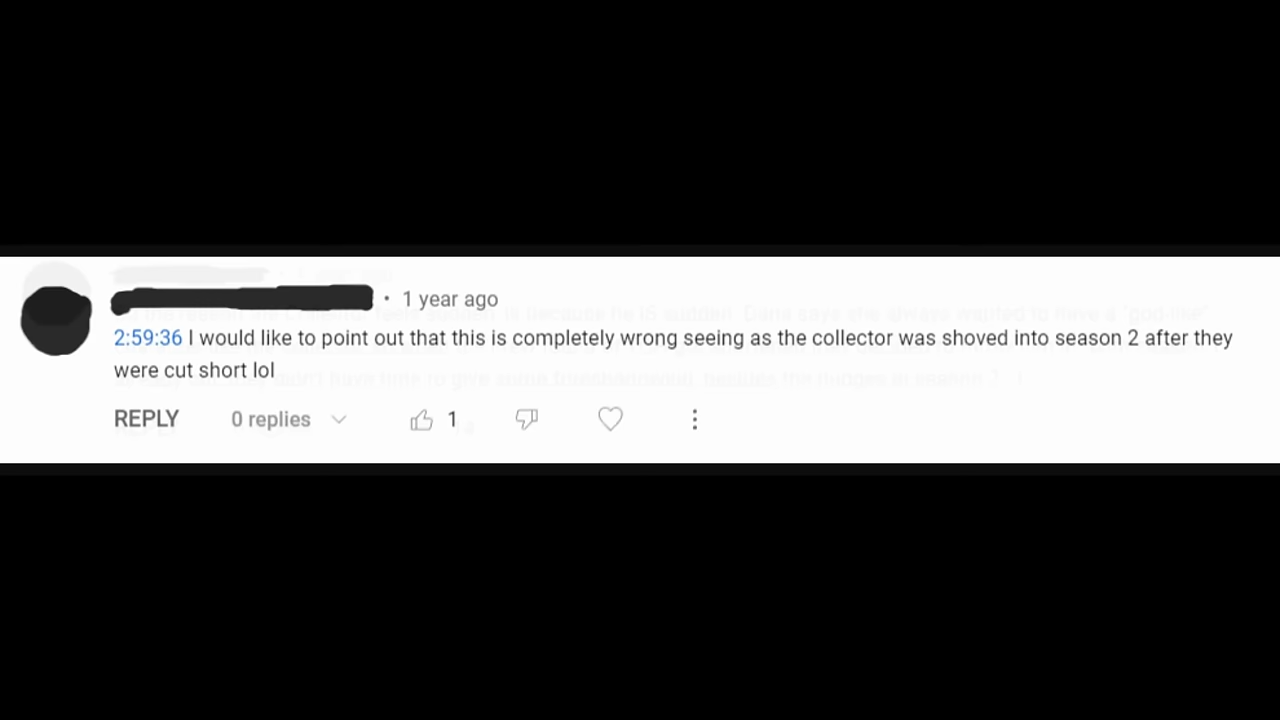 • 1 year ago
2:59:36 I would like to point out that this is completely wrong seeing as the collector was shoved into season 2 after they
were cut short lol
REPLY 0 replies 1